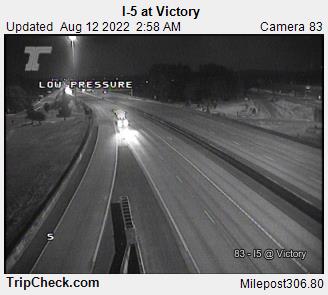 I-5 at Victory
Updated Aug 12 2022 2:58 AM Camera 83
T
LOW PRESSURE
S
83 - I5 @ Victory
TripCheck.com Milepost306.80